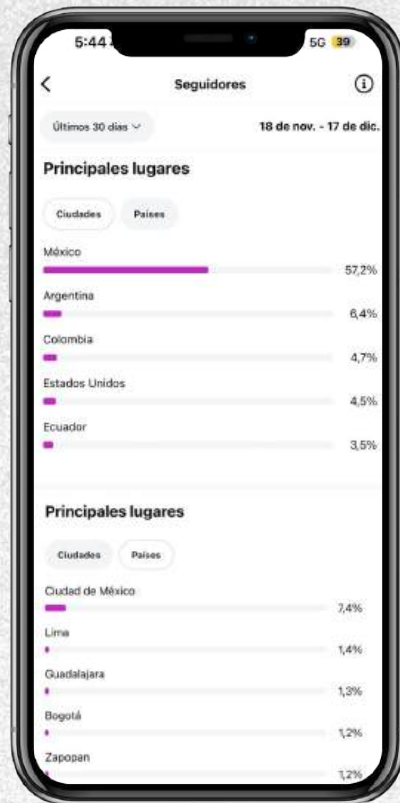 5:44
5G 39
Seguidores
Últimos 30 días
18 de nov. - 17 de dic.
Principales lugares
Ciudades Países
México
57,2%
Argentina
6,4%
Colombia
4,7%
Estados Unidos
4,5%
Ecuador
3,5%
Principales lugares
Ciudades Países
Ciudad de México
7,4%
Lima
1,4%
Guadalajara
1,3%
Bogotá
1,2%
Zapopan
1,2%